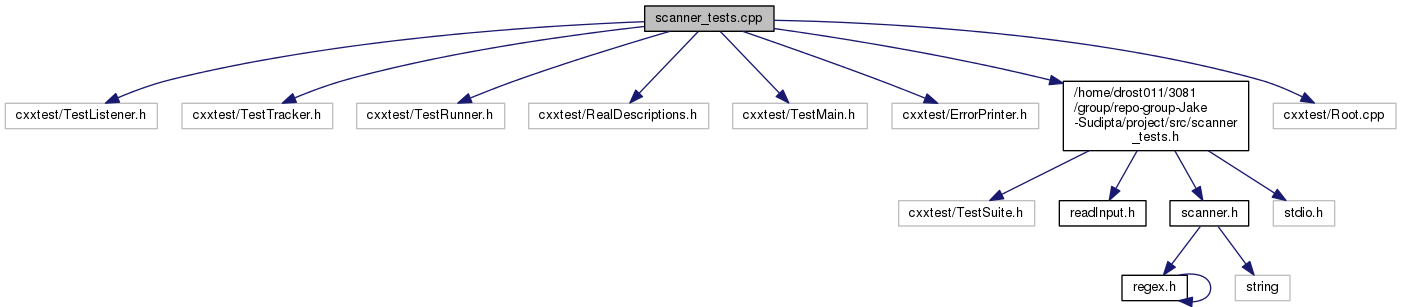 scanner_tests.cpp
cxxtest/TestListener.h
cxxtest/TestTracker.h
cxxtest/TestRunner.h
cxxtest/RealDescriptions.h
cxxtest/TestMain.h
cxxtest/ErrorPrinter.h
/home/drost011/3081
/group/repo-group-Jake
-Sudipta/project/src/scanner
_tests.h
cxxtest/Root.cpp
cxxtest/TestSuite.h
readInput.h
scanner.h
stdio.h
regex.h
string